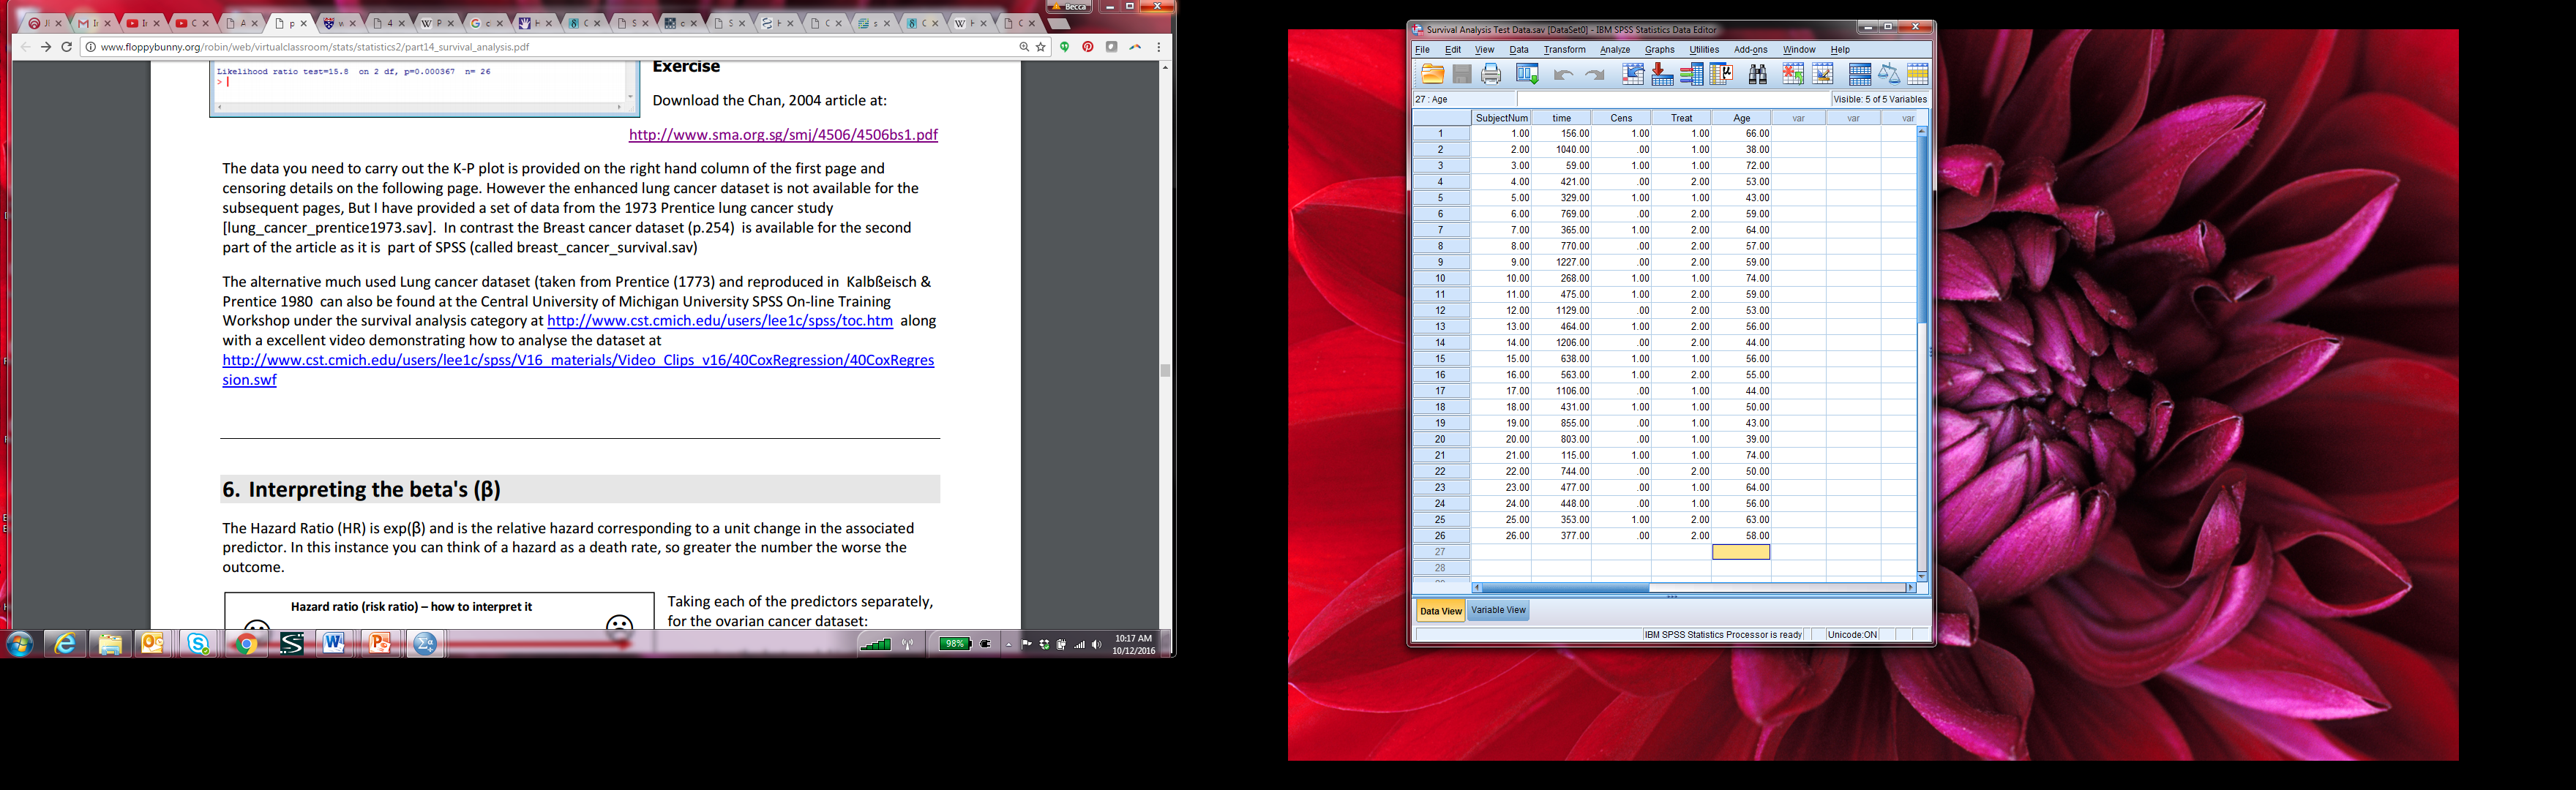 Becca
www.floppybunny.org/robin/web/virtualclassroom/stats/statistics2/part14_survival_analysis.pdf
Likelihood ratio test=15.8 on 2 df, p=0.000367 n= 26
>
Exercise
Download the Chan, 2004 article at:
http://www.sma.org.sg/smj/4506/4506bs1.pdf
The data you need to carry out the K-P plot is provided on the right hand column of the first page and
censoring details on the following page. However the enhanced lung cancer dataset is not available for the
subsequent pages, But I have provided a set of data from the 1973 Prentice lung cancer study
[lung_cancer_prentice1973.sav]. In contrast the Breast cancer dataset (p.254) is available for the second
part of the article as it is part of SPSS (called breast_cancer_survival.sav)
The alternative much used Lung cancer dataset (taken from Prentice (1773) and reproduced in Kalbßeisch &
Prentice 1980 can also be found at the Central University of Michigan University SPSS On-line Training
Workshop under the survival analysis category at http://www.cst.cmich.edu/users/lee1c/spss/toc.htm along
with a excellent video demonstrating how to analyse the dataset at
http://www.cst.cmich.edu/users/lee1c/spss/V16_materials/Video_Clips_v16/40CoxRegression/40CoxRegres
sion.swf
6. Interpreting the beta's (β)
The Hazard Ratio (HR) is exp(β) and is the relative hazard corresponding to a unit change in the associated
predictor. In this instance you can think of a hazard as a death rate, so greater the number the worse the
outcome.
Hazard ratio (risk ratio) – how to interpret it
Taking each of the predictors separately,
for the ovarian cancer dataset:
98%
10:17 AM
10/12/2016
Survival Analysis Test Data.sav [DataSet0] - IBM SPSS Statistics Data Editor
File Edit View Data Transform Analyze Graphs Utilities Add-ons Window Help
27 : Age
Visible: 5 of 5 Variables
SubjectNum time Cens Treat Age var var var
1 1.00 156.00 1.00 1.00 66.00
2 2.00 1040.00 .00 1.00 38.00
3 3.00 59.00 1.00 1.00 72.00
4 4.00 421.00 .00 2.00 53.00
5 5.00 329.00 1.00 1.00 43.00
6 6.00 769.00 .00 2.00 59.00
7 7.00 365.00 1.00 2.00 64.00
8 8.00 770.00 .00 2.00 57.00
9 9.00 1227.00 .00 2.00 59.00
10 10.00 268.00 1.00 1.00 74.00
11 11.00 475.00 1.00 2.00 59.00
12 12.00 1129.00 .00 2.00 53.00
13 13.00 464.00 1.00 2.00 56.00
14 14.00 1206.00 .00 2.00 44.00
15 15.00 638.00 1.00 1.00 56.00
16 16.00 563.00 1.00 2.00 55.00
17 17.00 1106.00 .00 1.00 44.00
18 18.00 431.00 1.00 1.00 50.00
19 19.00 855.00 .00 1.00 43.00
20 20.00 803.00 .00 1.00 39.00
21 21.00 115.00 1.00 1.00 74.00
22 22.00 744.00 .00 2.00 50.00
23 23.00 477.00 .00 1.00 64.00
24 24.00 448.00 .00 1.00 56.00
25 25.00 353.00 1.00 2.00 63.00
26 26.00 377.00 .00 2.00 58.00
27
28
Data View Variable View
IBM SPSS Statistics Processor is ready Unicode:ON